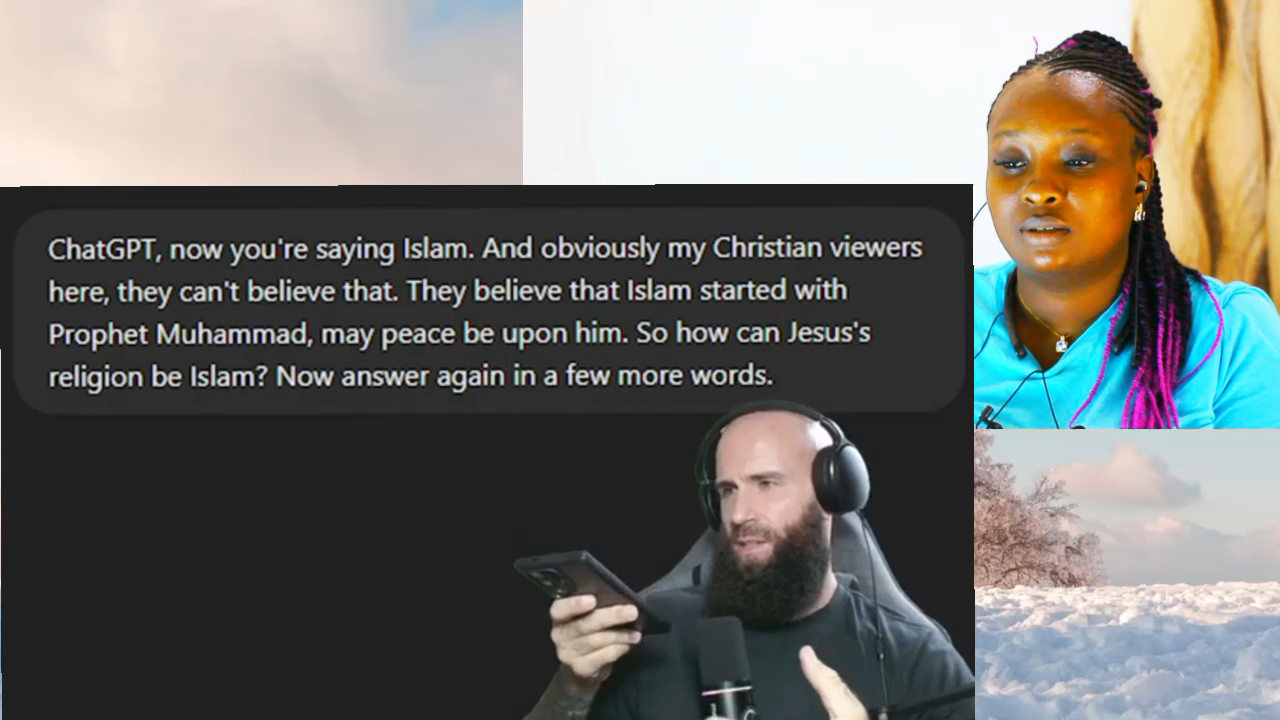 ChatGPT, now you're saying Islam. And obviously my Christian viewers
here, they can't believe that. They believe that Islam started with
Prophet Muhammad, may peace be upon him. So how can Jesus's
religion be Islam? Now answer again in a few more words.